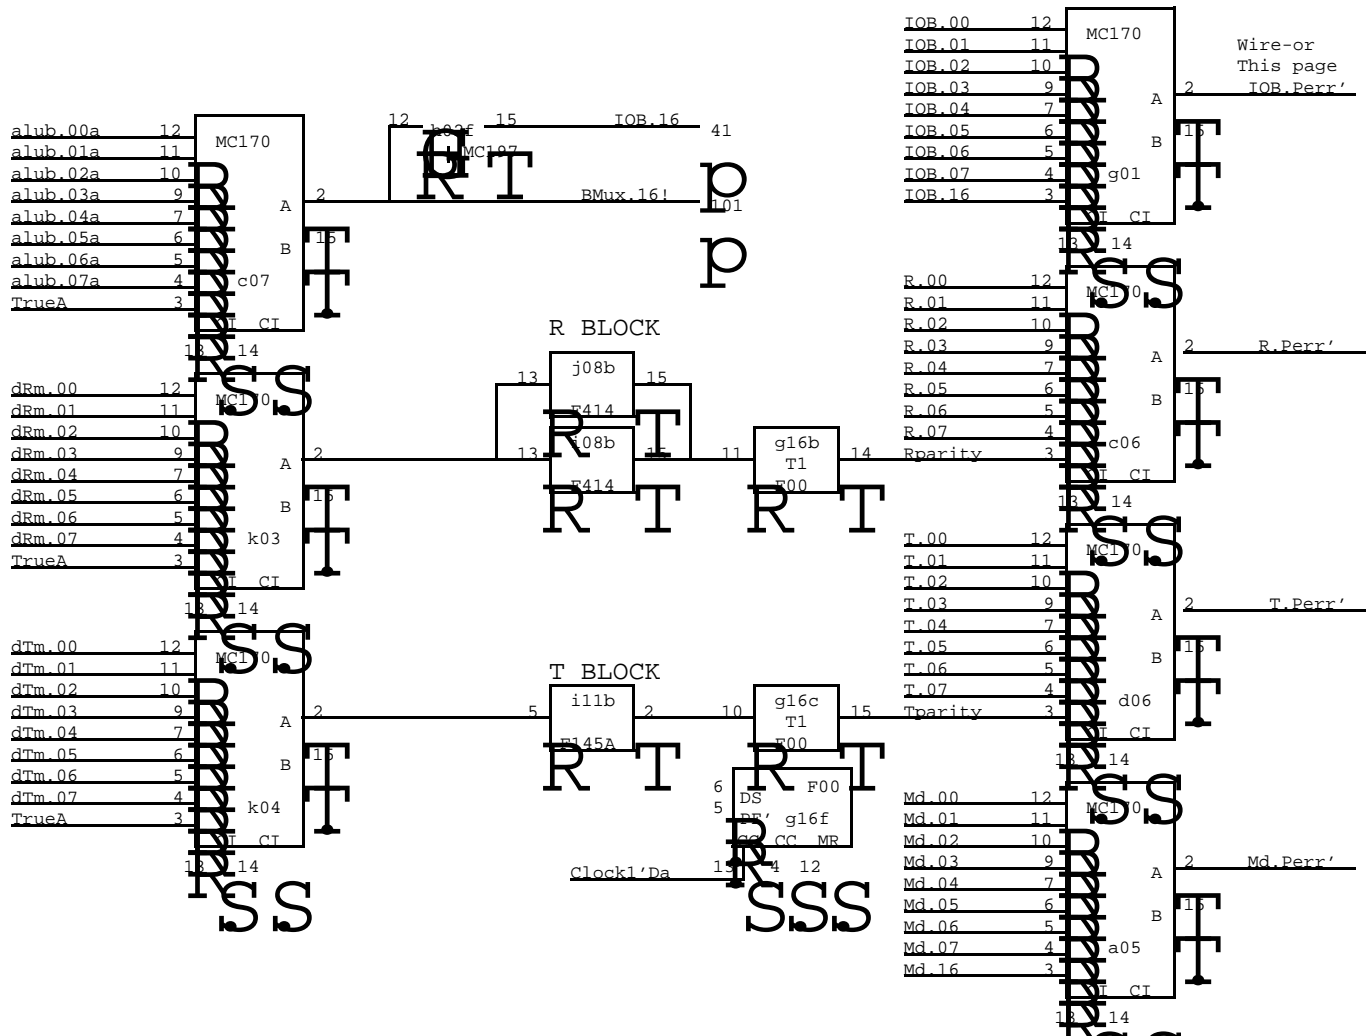 alub.00a 12
alub.01a 11
alub.02a 10
alub.03a 9
alub.04a 7
alub.05a 6
alub.06a 5
alub.07a 4
TrueA 3
MC170
A
B
c07
CI
2
14
12
15 IOB.16 41
MC197
R T
BMux.16! 101
p
p
T
T
S S
dRm.00 12
dRm.01 11
dRm.02 10
dRm.03 9
dRm.04 7
dRm.05 6
dRm.06 5
dRm.07 4
TrueA 3
A
B
k03
CI
2
14
T
T
S S
R BLOCK
13 j08b 15
F414
R T
13 i08b
F414
R T
11 g16b 14
T1
F00
R T
dTm.00 12
dTm.01 11
dTm.02 10
dTm.03 9
dTm.04 7
dTm.05 6
dTm.06 5
dTm.07 4
TrueA 3
A
B
k04
CI
2
14
T
T
S S
T BLOCK
5 i11b 2
F145A
R T
10 g16c 15
T1
F00
R T
6 F00
5 DS
g16f
CC MR
Clock1'Da
4 12
SSS
IOB.00 12
IOB.01 11
IOB.02 10
IOB.03 9
IOB.04 7
IOB.05 6
IOB.06 5
IOB.07 4
IOB.16 3
MC170
A
B
g01
CI
14
Wire-or
This page
2 IOB.Perr'
T
T
S S
R.00 12
R.01 11
R.02 10
R.03 9
R.04 7
R.05 6
R.06 5
R.07 4
Rparity 3
A
B
c06
CI
14
2 R.Perr'
T
T
S S
T.00 12
T.01 11
T.02 10
T.03 9
T.04 7
T.05 6
T.06 5
T.07 4
Tparity 3
A
B
d06
CI
14
2 T.Perr'
T
T
S S
Md.00 12
Md.01 11
Md.02 10
Md.03 9
Md.04 7
Md.05 6
Md.06 5
Md.07 4
Md.16 3
A
B
a05
CI
14
2 Md.Perr'
T
T